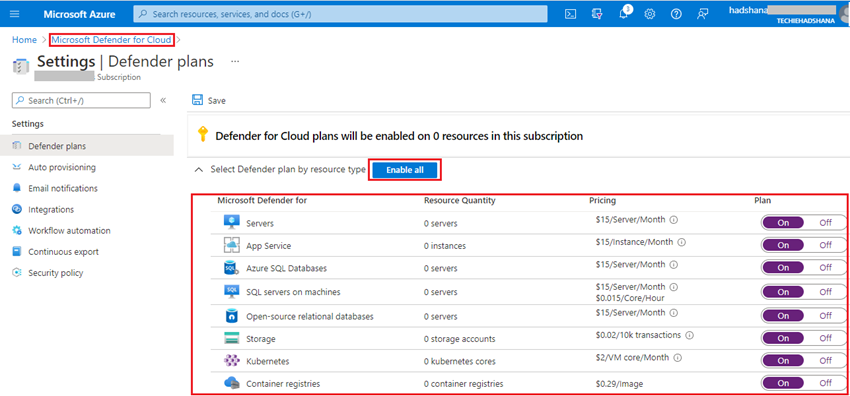 Microsoft Azure
Search resources, services, and docs (G+/)
3
hadshana
TECHIEHADSHANA
Home > Microsoft Defender for Cloud >
Settings | Defender plans ...
Subscription
Search (Ctrl+/) «
Save
Settings
Defender plans
Auto provisioning
Email notifications
Integrations
Workflow automation
Continuous export
Security policy
Defender for Cloud plans will be enabled on 0 resources in this subscription
Select Defender plan by resource type Enable all
Microsoft Defender for Resource Quantity Pricing Plan
Servers 0 servers $15/Server/Month On Off
App Service 0 instances $15/Instance/Month On Off
Azure SQL Databases 0 servers $15/Server/Month On Off
SQL servers on machines 0 servers $15/Server/Month On Off
$0.015/Core/Hour
Open-source relational databases 0 servers $15/Server/Month On Off
Storage 0 storage accounts $0.02/10k transactions On Off
Kubernetes 0 kubernetes cores $2/VM core/Month On Off
Container registries 0 container registries $0.29/Image On Off